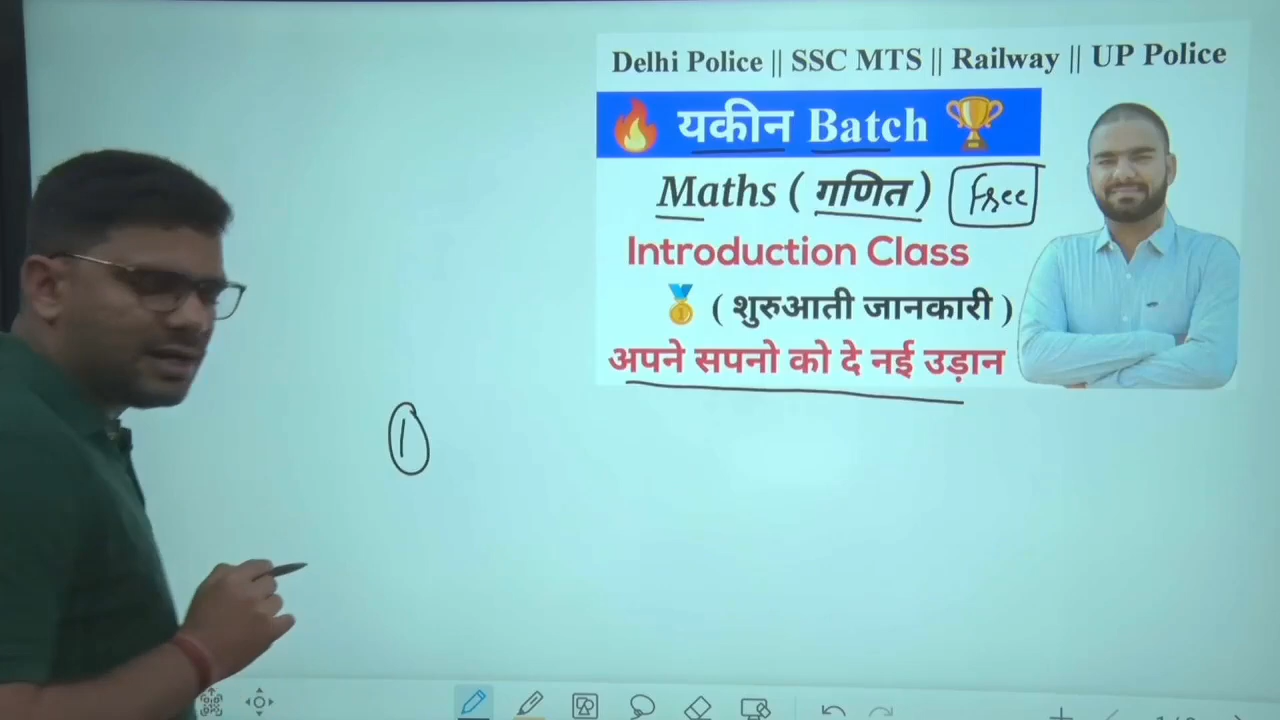 Delhi Police || SSC MTS || Railway || UP Police
🔥 यकीन Batch 🏆
Maths ( गणित ) Free
Introduction Class
🥇 ( शुरुआती जानकारी )
अपने सपनो को दे नई उड़ान
①